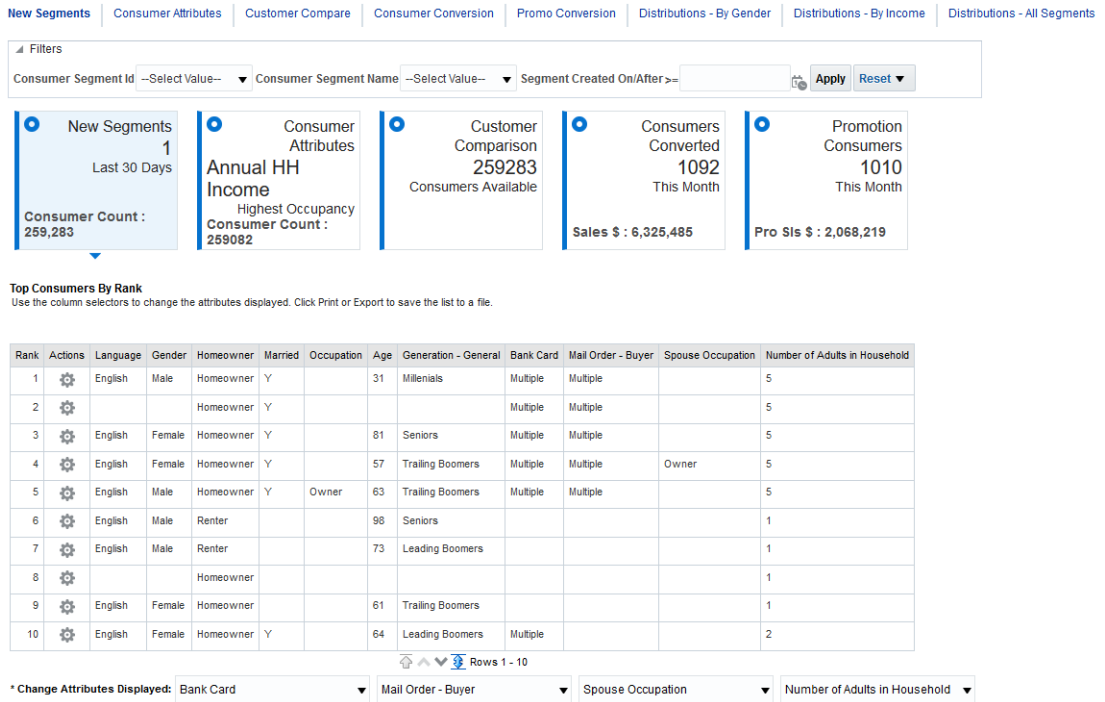 New Segments Consumer Attributes Customer Compare Consumer Conversion Promo Conversion Distributions - By Gender Distributions - By Income Distributions - All Segments
Filters
Consumer Segment Id --Select Value-- Consumer Segment Name --Select Value-- Segment Created On/After >= Apply Reset
New Segments
1
Last 30 Days
Consumer Count :
259,283
Consumer
Attributes
Annual HH
Income
Highest Occupancy
Consumer Count :
259082
Customer
Comparison
259283
Consumers Available
Consumers
Converted
1092
This Month
Sales $ : 6,325,485
Promotion
Consumers
1010
This Month
Pro Sls $ : 2,068,219
Top Consumers By Rank
Use the column selectors to change the attributes displayed. Click Print or Export to save the list to a file.
Rank Actions Language Gender Homeowner Married Occupation Age Generation - General Bank Card Mail Order - Buyer Spouse Occupation Number of Adults in Household
1 English Male Homeowner Y 31 Millenials Multiple Multiple 5
2 Homeowner Y Multiple Multiple 5
3 English Female Homeowner Y 81 Seniors Multiple Multiple 5
4 English Female Homeowner Y 57 Trailing Boomers Multiple Multiple Owner 5
5 English Male Homeowner Y Owner 63 Trailing Boomers Multiple Multiple 5
6 English Male Renter 98 Seniors 1
7 English Male Renter 73 Leading Boomers 1
8 Homeowner 1
9 English Female Homeowner 61 Trailing Boomers 1
10 English Female Homeowner Y 64 Leading Boomers Multiple 2
Rows 1 - 10
* Change Attributes Displayed: Bank Card Mail Order - Buyer Spouse Occupation Number of Adults in Household